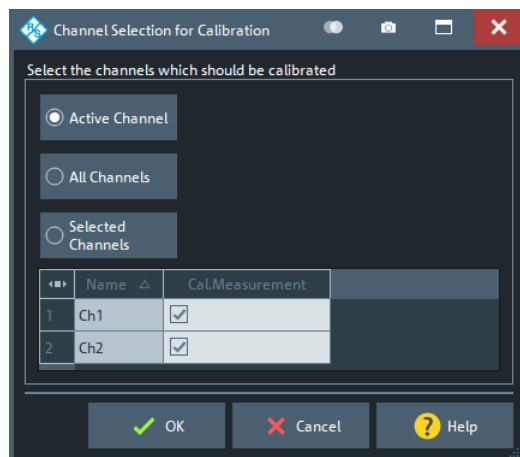 Channel Selection for Calibration
Select the channels which should be calibrated
Active Channel
All Channels
Selected
Channels
Name Cal.Measurement
1 Ch1
2 Ch2
OK Cancel ? Help